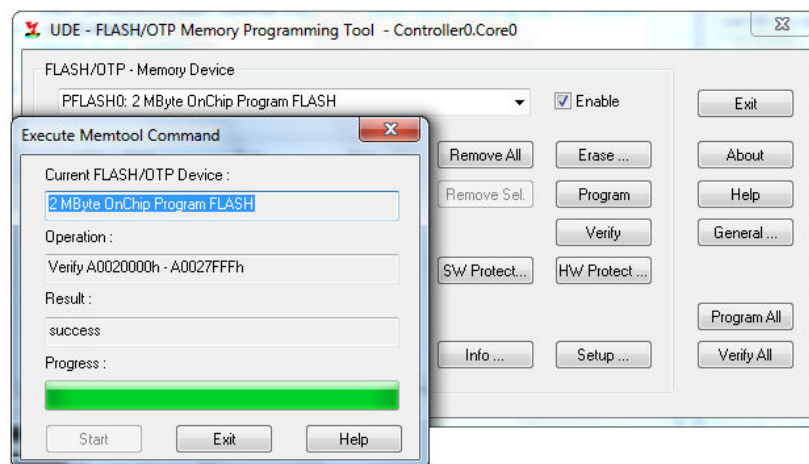 UDE - FLASH/OTP Memory Programming Tool - Controller0.Core0
FLASH/OTP - Memory Device
PFLASH0: 2 MByte OnChip Program FLASH
Enable
Exit
Execute Memtool Command
Current FLASH/OTP Device :
2 MByte OnChip Program FLASH
Operation :
Verify A0020000h - A0027FFFh
Result :
success
Progress :
Start
Exit
Help
Remove All
Erase ...
About
Remove Sel.
Program
Help
Verify
General ...
SW Protect...
HW Protect ...
Program All
Info ...
Setup ...
Verify All